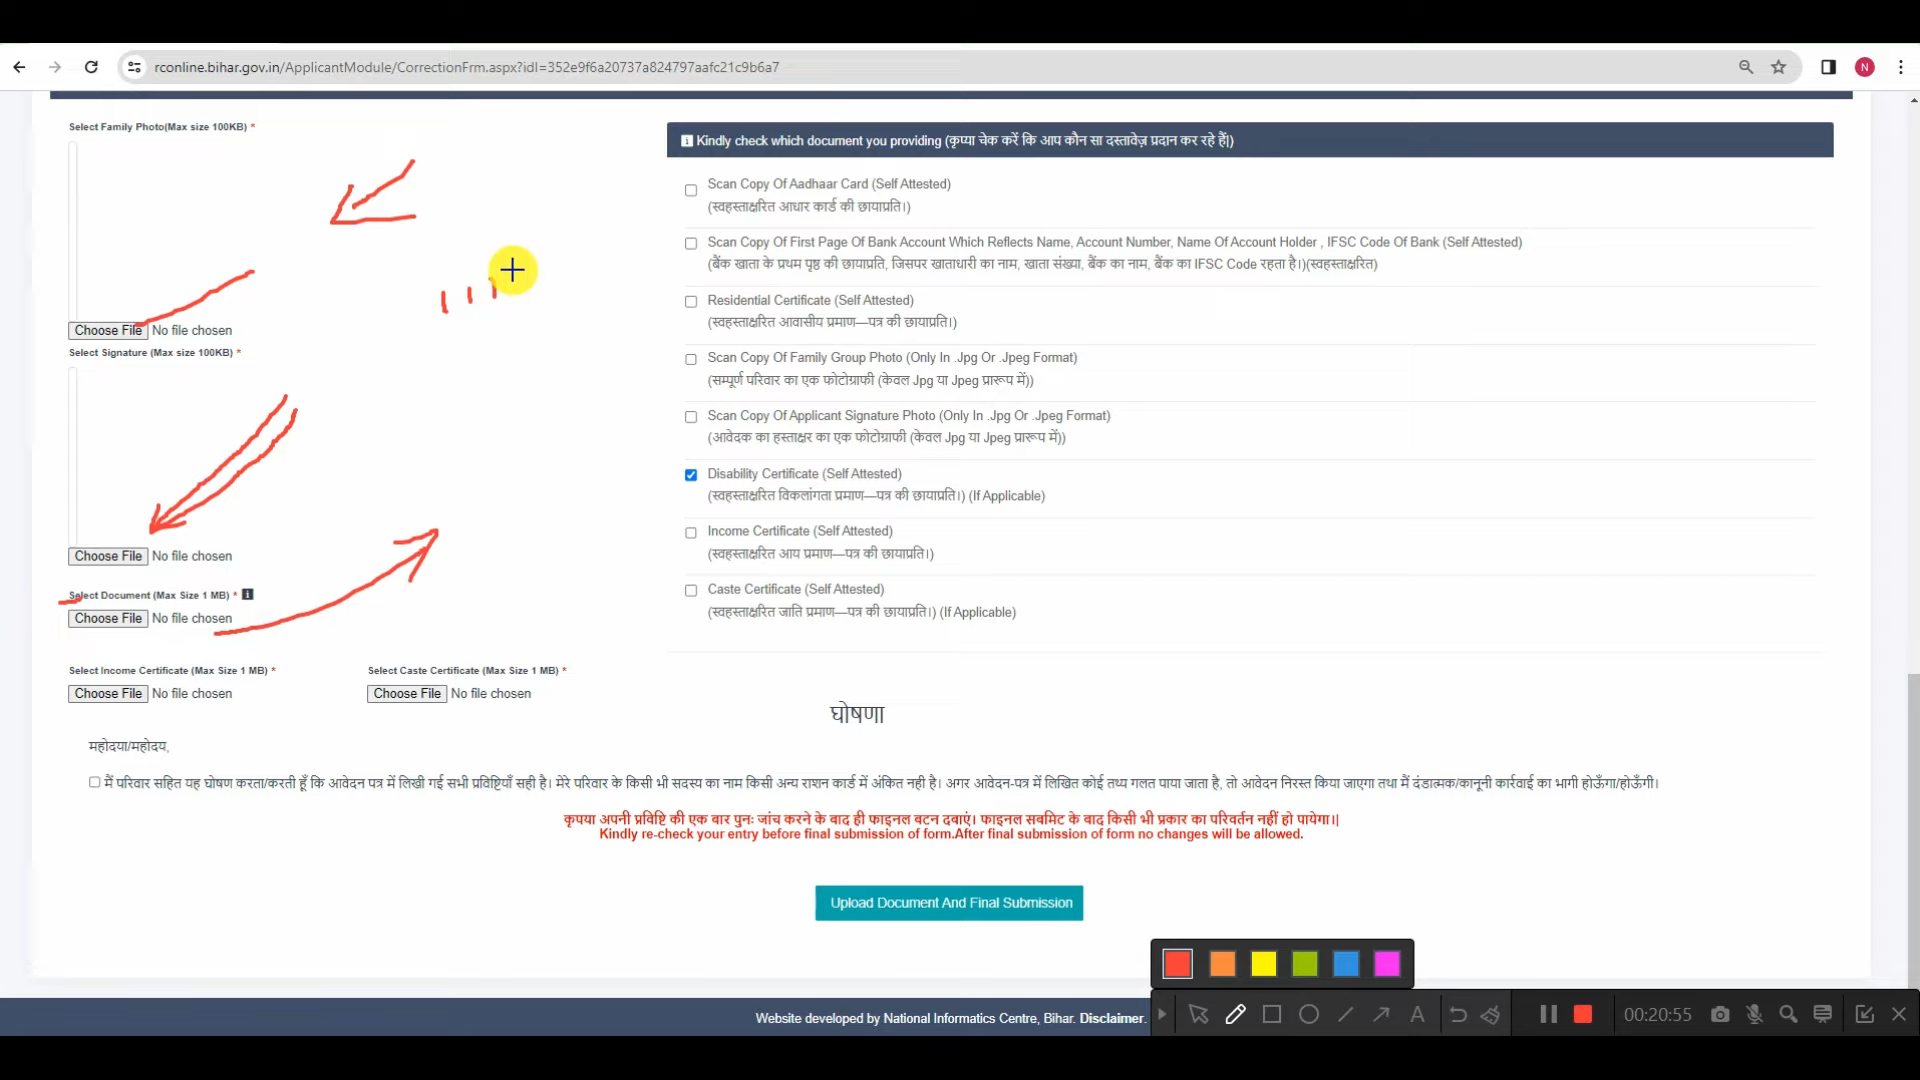 rconline.bihar.gov.in/ApplicantModule/CorrectionFrm.aspx?idI=352e9f6a20737a824797aafc21c9b6a7
N
Select Family Photo(Max size 100KB) *
Choose File No file chosen
Select Signature (Max size 100KB) *
Choose File No file chosen
Select Document (Max Size 1 MB) *
Choose File No file chosen
Select Income Certificate (Max Size 1 MB) *
Choose File No file chosen
Select Caste Certificate (Max Size 1 MB) *
Choose File No file chosen
Kindly check which document you providing (कृप्या चेक करें कि आप कौन सा दस्तावेज़ प्रदान कर रहे हैं|)
Scan Copy Of Aadhaar Card (Self Attested)
(स्वहस्ताक्षरित आधार कार्ड की छायाप्रति।)
Scan Copy Of First Page Of Bank Account Which Reflects Name, Account Number, Name Of Account Holder , IFSC Code Of Bank (Self Attested)
(बैंक खाता के प्रथम पृष्ठ की छायाप्रति, जिसपर खाताधारी का नाम, खाता संख्या, बैंक का नाम, बैंक का IFSC Code रहता है।)(स्वहस्ताक्षरित)
Residential Certificate (Self Attested)
(स्वहस्ताक्षरित आवासीय प्रमाण—पत्र की छायाप्रति।)
Scan Copy Of Family Group Photo (Only In .Jpg Or .Jpeg Format)
(सम्पूर्ण परिवार का एक फोटोग्राफी (केवल Jpg या Jpeg प्रारूप में))
Scan Copy Of Applicant Signature Photo (Only In .Jpg Or .Jpeg Format)
(आवेदक का हस्ताक्षर का एक फोटोग्राफी (केवल Jpg या Jpeg प्रारूप में))
Disability Certificate (Self Attested)
(स्वहस्ताक्षरित विकलांगता प्रमाण—पत्र की छायाप्रति।) (If Applicable)
Income Certificate (Self Attested)
(स्वहस्ताक्षरित आय प्रमाण—पत्र की छायाप्रति।)
Caste Certificate (Self Attested)
(स्वहस्ताक्षरित जाति प्रमाण—पत्र की छायाप्रति।) (If Applicable)
घोषणा
महोदया/महोदय,
मैं परिवार सहित यह घोषण करता/करती हूँ कि आवेदन पत्र में लिखी गई सभी प्रविष्टियाँ सही है। मेरे परिवार के किसी भी सदस्य का नाम किसी अन्य राशन कार्ड में अंकित नही है। अगर आवेदन-पत्र में लिखित कोई तथ्य गलत पाया जाता है, तो आवेदन निरस्त किया जाएगा तथा मैं दंडात्मक/कानूनी कार्रवाई का भागी होऊँगा/होऊँगी।
कृपया अपनी प्रविष्टि की एक बार पुनः जांच करने के बाद ही फाइनल बटन दबाएं। फाइनल सबमिट के बाद किसी भी प्रकार का परिवर्तन नहीं हो पायेगा।|
Kindly re-check your entry before final submission of form.After final submission of form no changes will be allowed.
Upload Document And Final Submission
Website developed by National Informatics Centre, Bihar. Disclaimer.
00:20:55